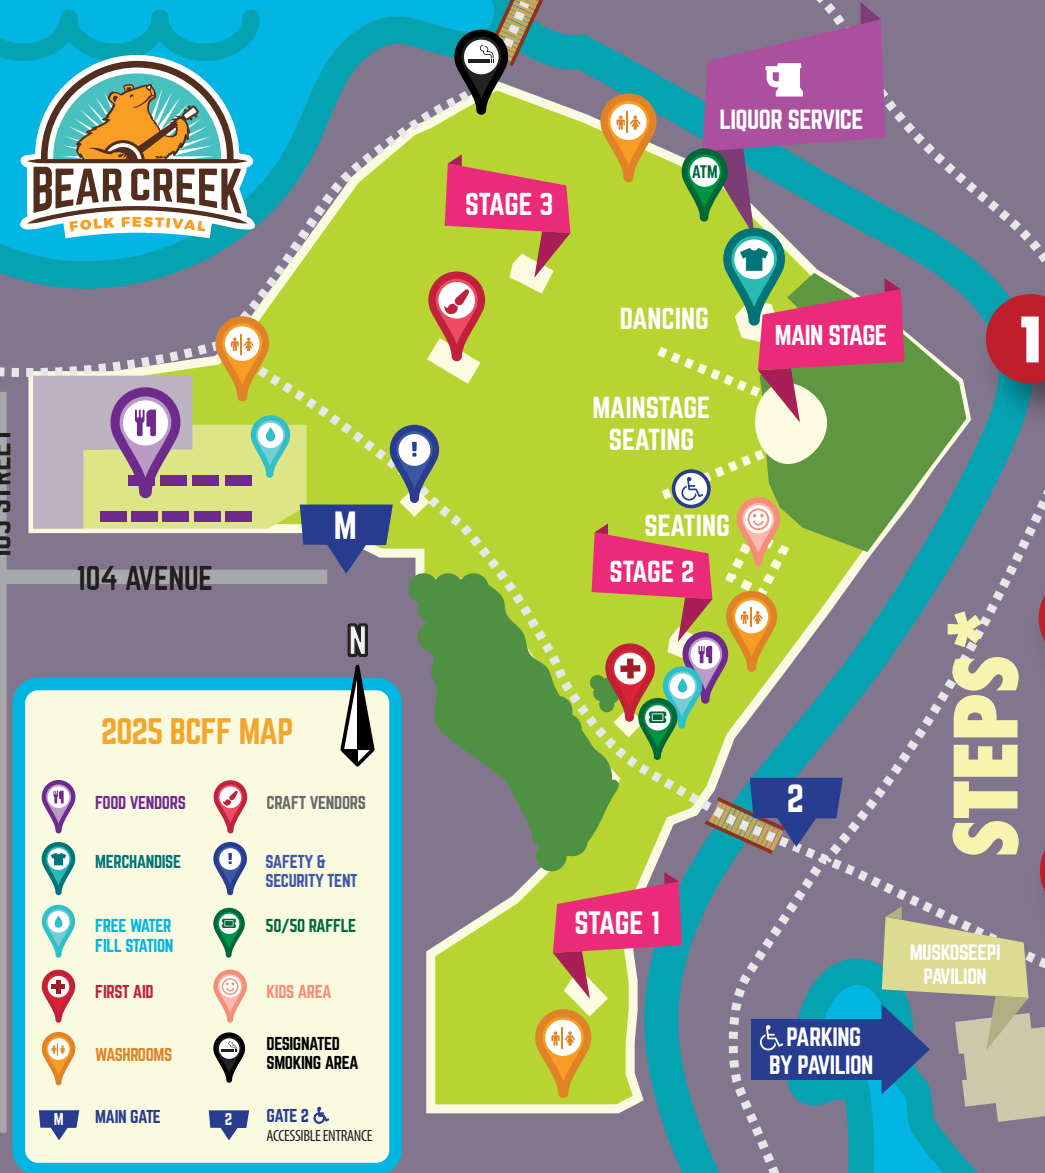 LIQUOR SERVICE
BEAR CREEK
FOLK FESTIVAL
ATM
STAGE 3
DANCING
MAIN STAGE
1
MAINSTAGE
SEATING
!
SEATING
M
STAGE 2
104 AVENUE
STREET
N
STEPS*
2
STAGE 1
MUSKOSEEPI
PAVILION
PARKING
BY PAVILION
2025 BCFF MAP
FOOD VENDORS
CRAFT VENDORS
MERCHANDISE
!
SAFETY &
SECURITY TENT
FREE WATER
FILL STATION
50/50 RAFFLE
FIRST AID
KIDS AREA
WASHROOMS
DESIGNATED
SMOKING AREA
M
MAIN GATE
2
GATE 2
ACCESSIBLE ENTRANCE